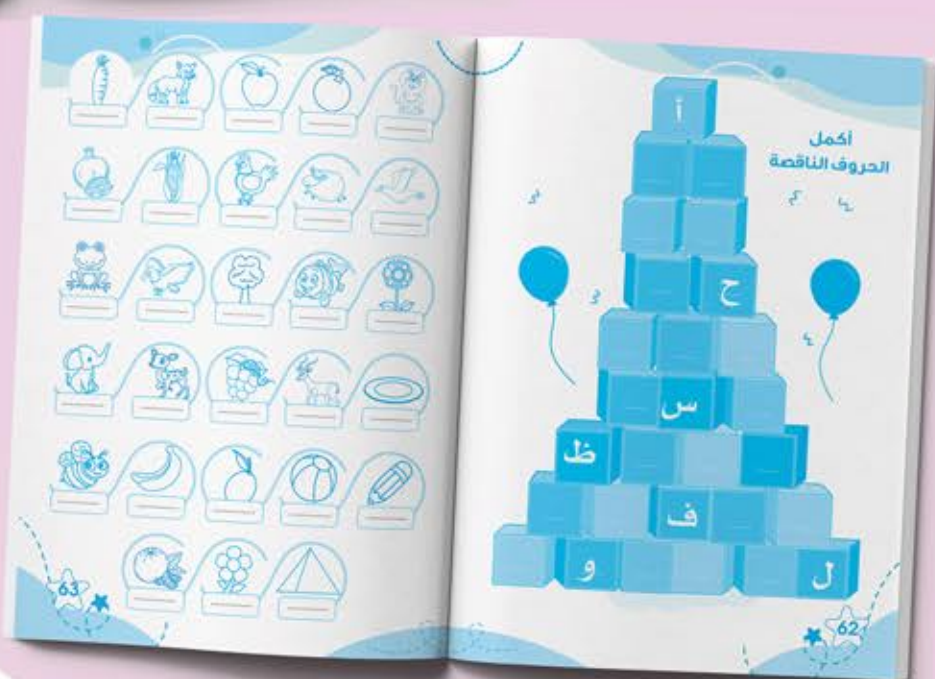 أكمل
الحروف الناقصة
أ
ح
س
ظ
ف
ل و
62
63